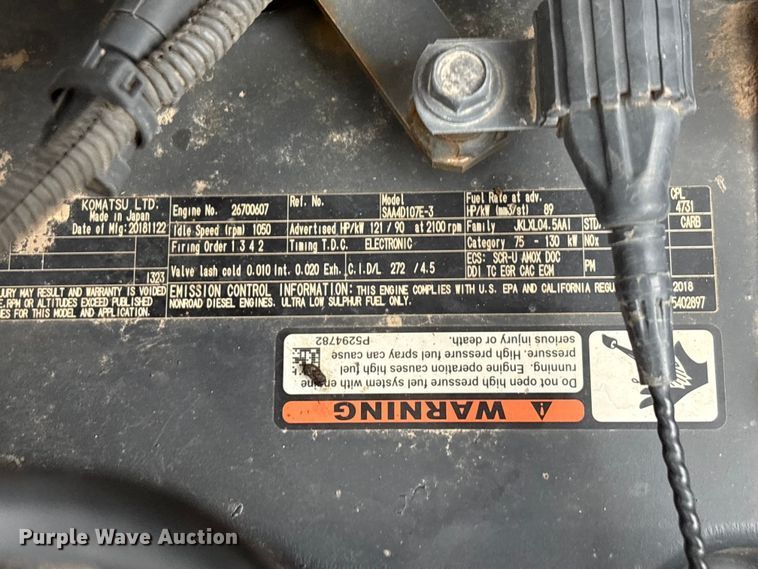 KOMATSU LTD.
Made in Japan
Date of Mfg. 20181122
1323
Engine No. 26700607
Ref. No.
Model SAA4D107E-3
Fuel Rate at adv. HP/kW (mm3/st) 89
CPL 4731
Idle Speed (rpm) 1050
Advertised HP/kW 121 / 90 at 2100 rpm
Family JKLXL04.5AA1
STD.
CARB
Firing Order 1 3 4 2
Timing T.D.C. ELECTRONIC
Category 75 - 130 kW
NOx
Valve lash cold 0.010 Int. 0.020 Exh.
C.I.D/L 272 / 4.5
ECS: SCR-U AMOX DOC
DDI TC EGR CAC ECM
PM
JURY MAY RESULT AND WARRANTY IS VOIDED
E.RPM OR ALTITUDES EXCEED PUBLISHED
ES FOR THIS MODEL AND APPLICATION.
EMISSION CONTROL INFORMATION: THIS ENGINE COMPLIES WITH U.S. EPA AND CALIFORNIA REGU
2018
NONROAD DIESEL ENGINES. ULTRA LOW SULPHUR FUEL ONLY.
5402897
WARNING
Do not open high pressure fuel system with engine
running. Engine operation causes high fuel
pressure. High pressure fuel spray can cause
serious injury or death.
P5294782
Purple Wave Auction